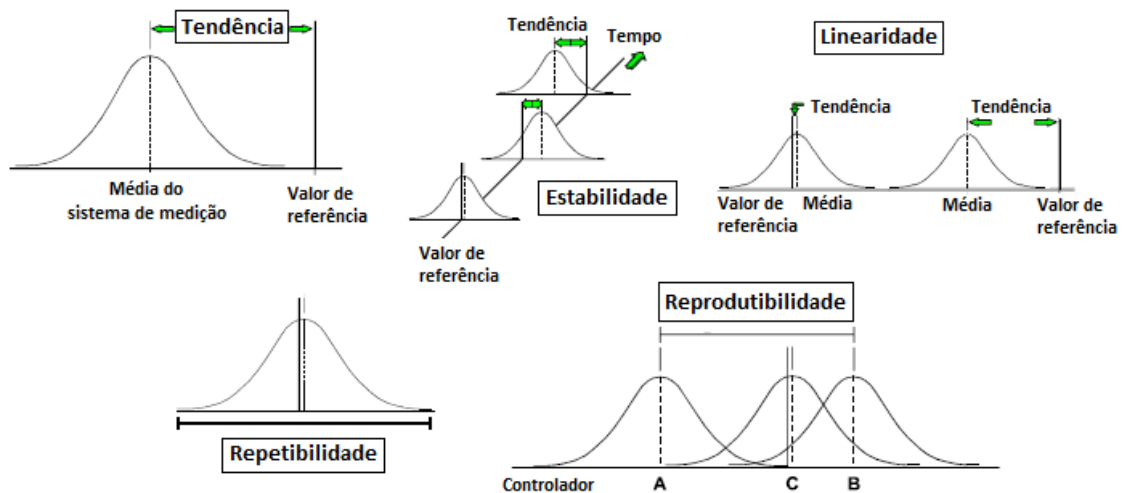 Tendência
Média do
sistema de medição
Valor de
referência
Tendência
Tempo
Estabilidade
Valor de
referência
Linearidade
Tendência
Tendência
Valor de
referência
Média
Média
Valor de
referência
Repetibilidade
Reprodutibilidade
Controlador
A
C
B